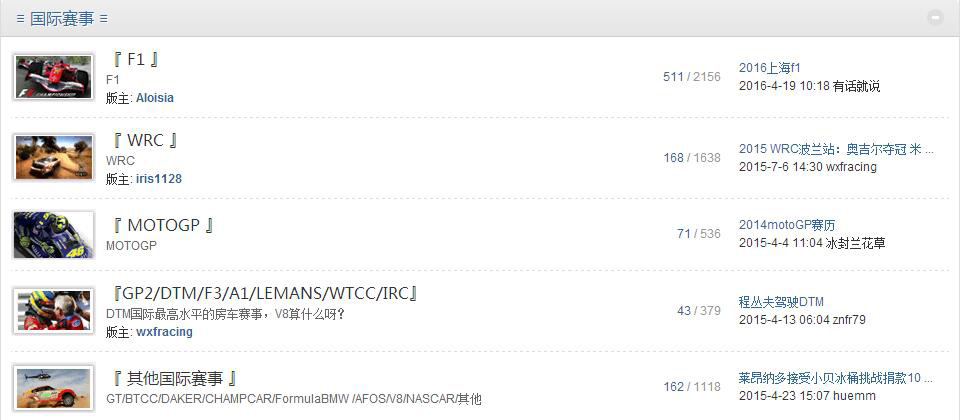 ≡ 国际赛事 ≡
『 F1 』
F1
版主: Aloisia
511 / 2156
2016上海f1
2016-4-19 10:18 有话就说
『 WRC 』
WRC
版主: iris1128
168 / 1638
2015 WRC波兰站：奥吉尔夺冠 米 ...
2015-7-6 14:30 wxfracing
『 MOTOGP 』
MOTOGP
71 / 536
2014motoGP赛历
2015-4-4 11:04 冰封兰花草
『GP2/DTM/F3/A1/LEMANS/WTCC/IRC』
DTM国际最高水平的房车赛事，V8算什么呀？
版主: wxfracing
43 / 379
程丛夫驾驶DTM
2015-4-13 06:04 znfr79
『 其他国际赛事 』
GT/BTCC/DAKER/CHAMPCAR/FormulaBMW /AFOS/V8/NASCAR/其他
162 / 1118
莱昂纳多接受小贝冰桶挑战捐款10 ...
2015-4-23 15:07 huemm